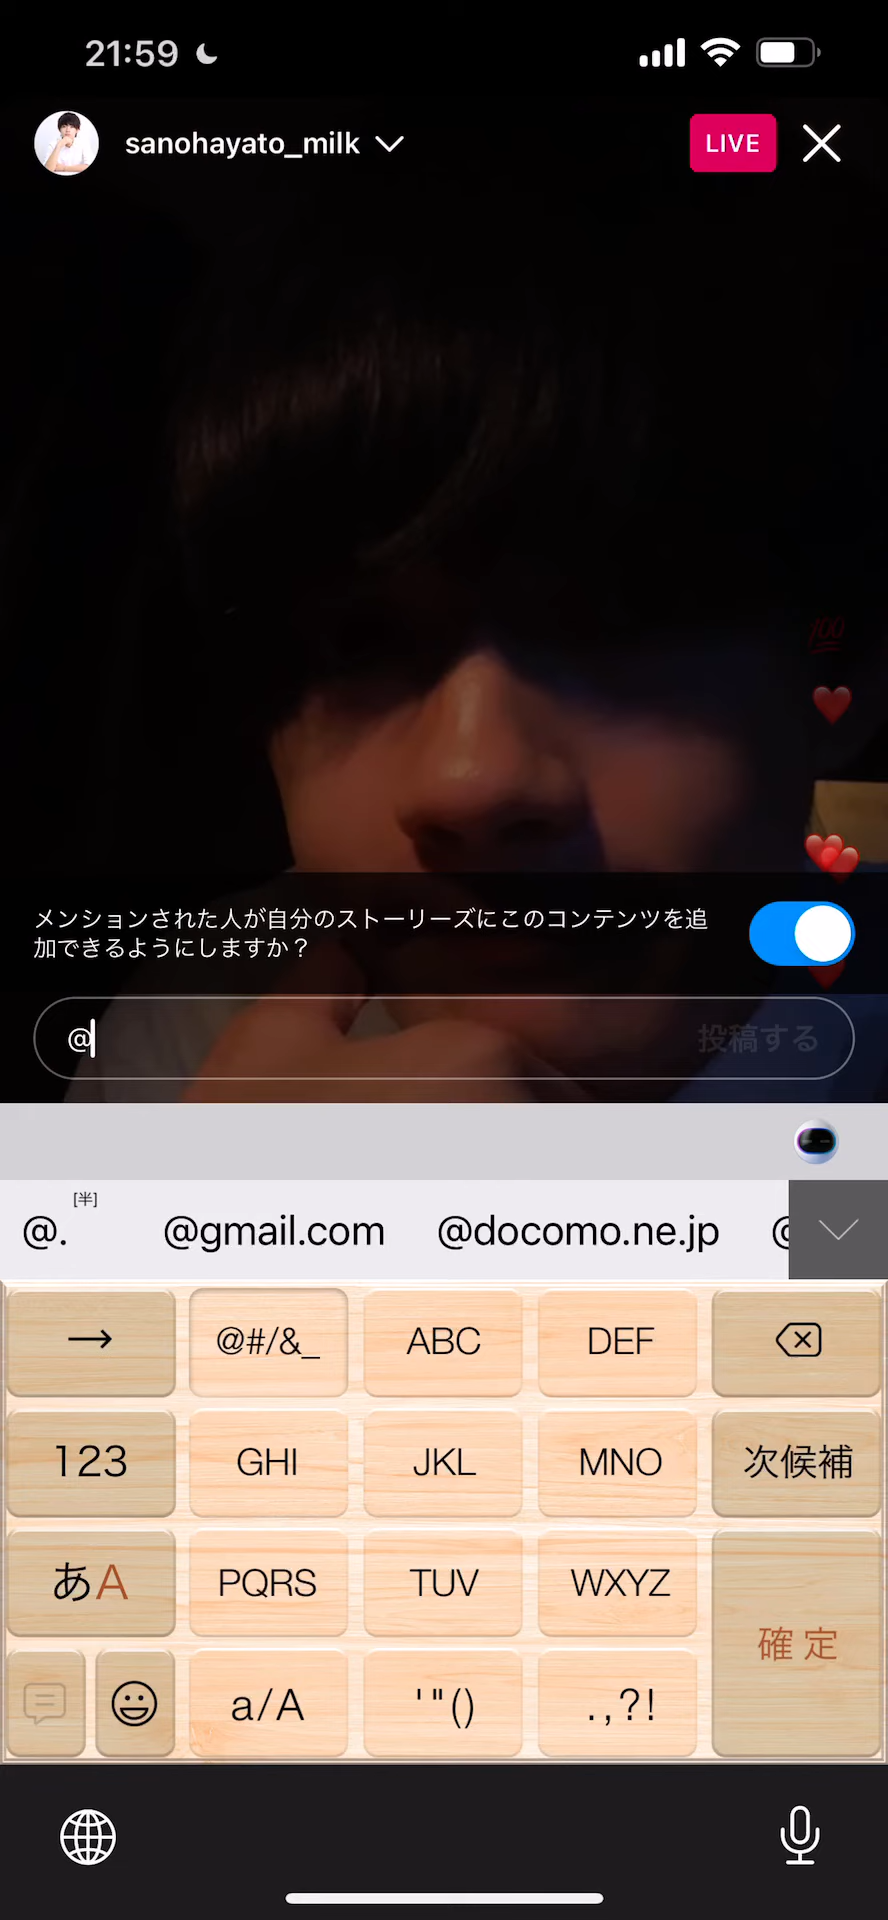 21:59
sanohayato_milk
LIVE
メンションされた人が自分のストーリーズにこのコンテンツを追
加できるようにしますか？
@ 投稿する
[半]
@. @gmail.com @docomo.ne.jp @
→ @#/&_ ABC DEF
123 GHI JKL MNO 次候補
あA PQRS TUV WXYZ
確定
a/A '"() .,?!